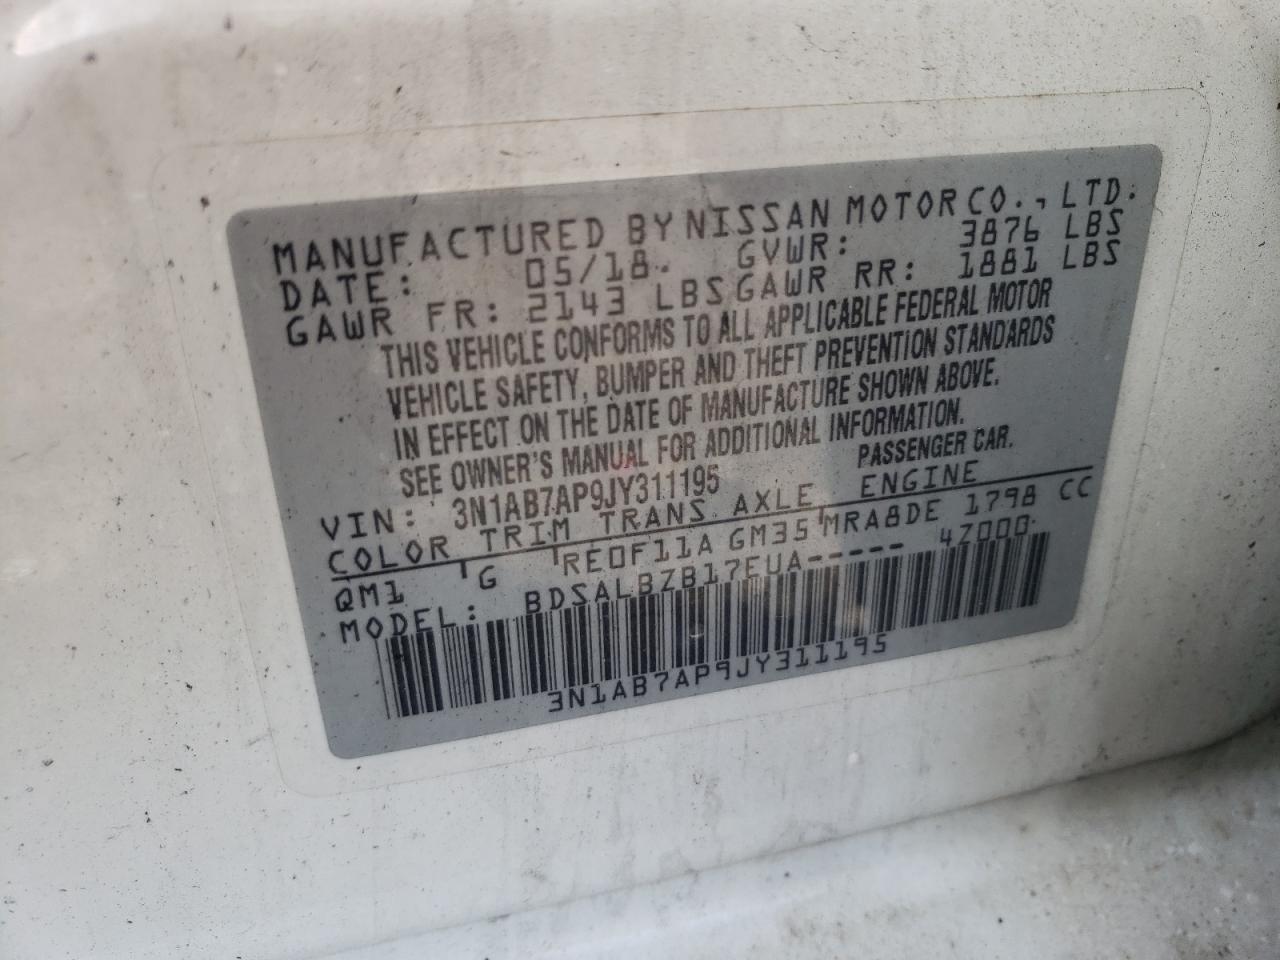 MANUFACTURED BY NISSAN MOTOR CO., LTD.
DATE: 05/18. GVWR: 3876 LBS
GAWR FR: 2143 LBS GAWR RR: 1881 LBS
THIS VEHICLE CONFORMS TO ALL APPLICABLE FEDERAL MOTOR
VEHICLE SAFETY, BUMPER AND THEFT PREVENTION STANDARDS
IN EFFECT ON THE DATE OF MANUFACTURE SHOWN ABOVE.
SEE OWNER'S MANUAL FOR ADDITIONAL INFORMATION.
VIN: 3N1AB7AP9JY311195 PASSENGER CAR.
COLOR TRIM TRANS AXLE ENGINE
QM1 G RE0F11A GM35 MRA8DE 1798 CC
MODEL: BDSALBZB17EUA----- 4Z000
3N1AB7AP9JY311195